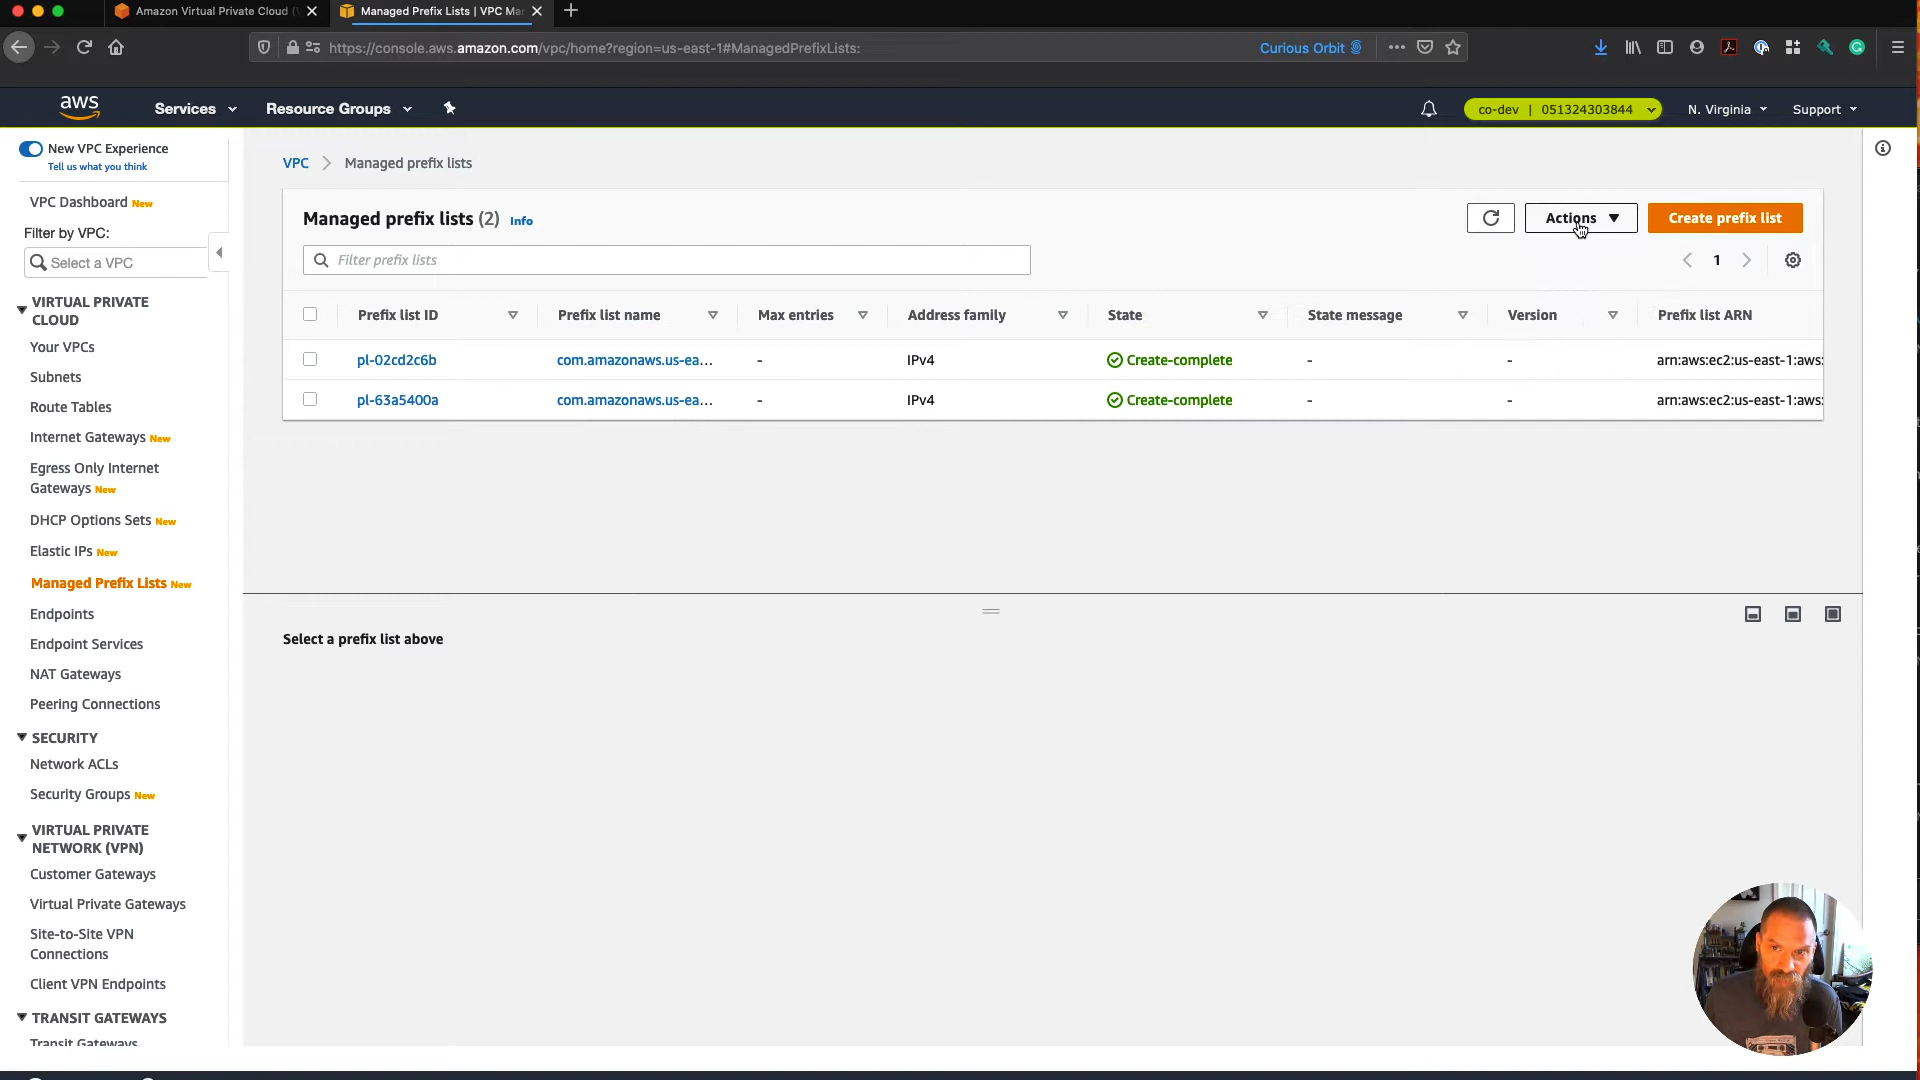 Amazon Virtual Private Cloud (
Managed Prefix Lists | VPC Ma
https://console.aws.amazon.com/vpc/home?region=us-east-1#ManagedPrefixLists:
Curious Orbit
aws
Services
Resource Groups
co-dev | 051324303844
N. Virginia
Support
New VPC Experience
Tell us what you think
VPC Dashboard New
Filter by VPC:
Select a VPC
VIRTUAL PRIVATE
CLOUD
Your VPCs
Subnets
Route Tables
Internet Gateways New
Egress Only Internet
Gateways New
DHCP Options Sets New
Elastic IPs New
Managed Prefix Lists New
Endpoints
Endpoint Services
NAT Gateways
Peering Connections
SECURITY
Network ACLs
Security Groups New
VIRTUAL PRIVATE
NETWORK (VPN)
Customer Gateways
Virtual Private Gateways
Site-to-Site VPN
Connections
Client VPN Endpoints
TRANSIT GATEWAYS
Transit Gateways
VPC > Managed prefix lists
Managed prefix lists (2) Info
Actions
Create prefix list
Filter prefix lists
1
Prefix list ID Prefix list name Max entries Address family State State message Version Prefix list ARN
pl-02cd2c6b com.amazonaws.us-ea... - IPv4 Create-complete - - arn:aws:ec2:us-east-1:aws:
pl-63a5400a com.amazonaws.us-ea... - IPv4 Create-complete - - arn:aws:ec2:us-east-1:aws:
Select a prefix list above